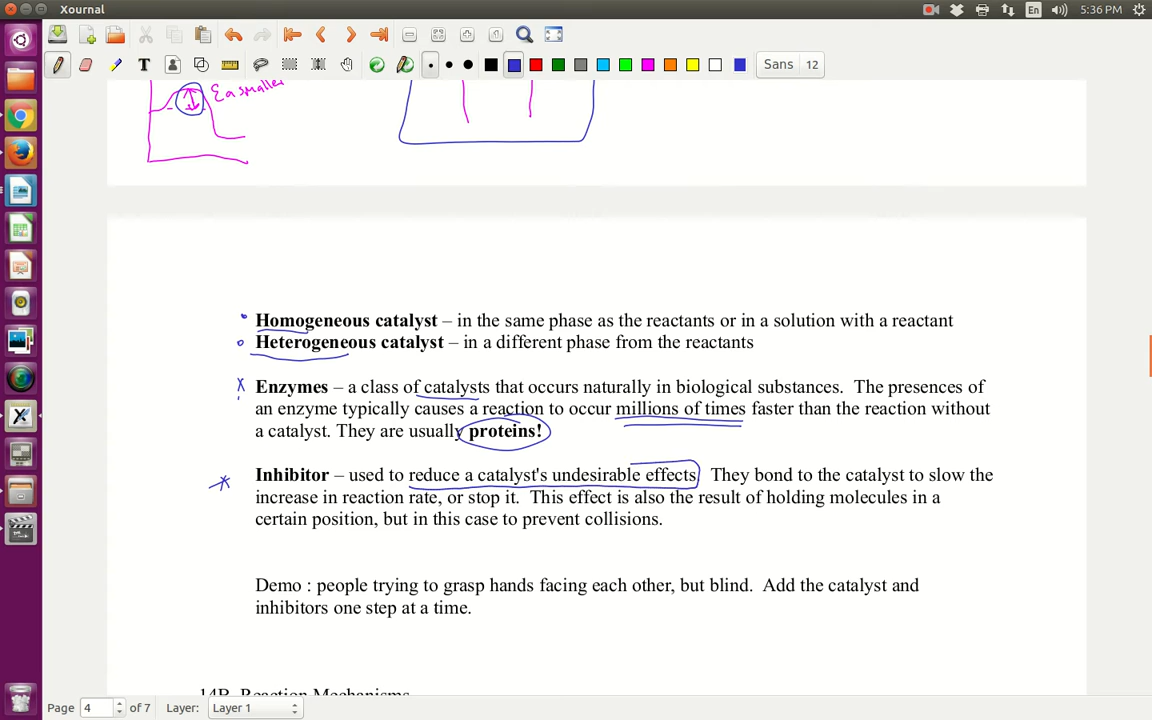 Xournal
En
5:36 PM
Sans 12
Ea smaller
Homogeneous catalyst – in the same phase as the reactants or in a solution with a reactant
Heterogeneous catalyst – in a different phase from the reactants
Enzymes – a class of catalysts that occurs naturally in biological substances. The presences of
an enzyme typically causes a reaction to occur millions of times faster than the reaction without
a catalyst. They are usually proteins!
Inhibitor – used to reduce a catalyst's undesirable effects. They bond to the catalyst to slow the
increase in reaction rate, or stop it. This effect is also the result of holding molecules in a
certain position, but in this case to prevent collisions.
Demo : people trying to grasp hands facing each other, but blind. Add the catalyst and
inhibitors one step at a time.
14B Reaction Mechanisms
Page 4 of 7 Layer: Layer 1